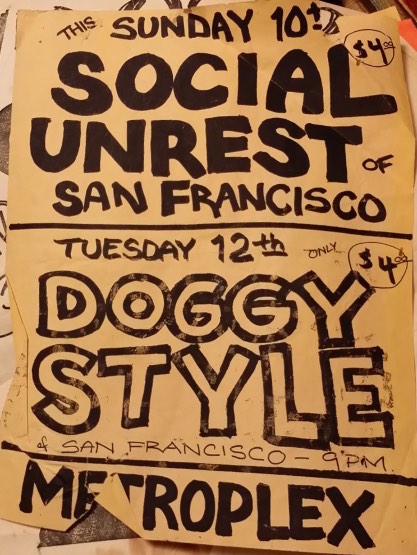 THIS SUNDAY 10th
$4.00
SOCIAL
UNREST OF
SAN FRANCISCO
TUESDAY 12th ONLY
$4.00
DOGGY
STYLE
of SAN FRANCISCO - 9PM
METROPLEX